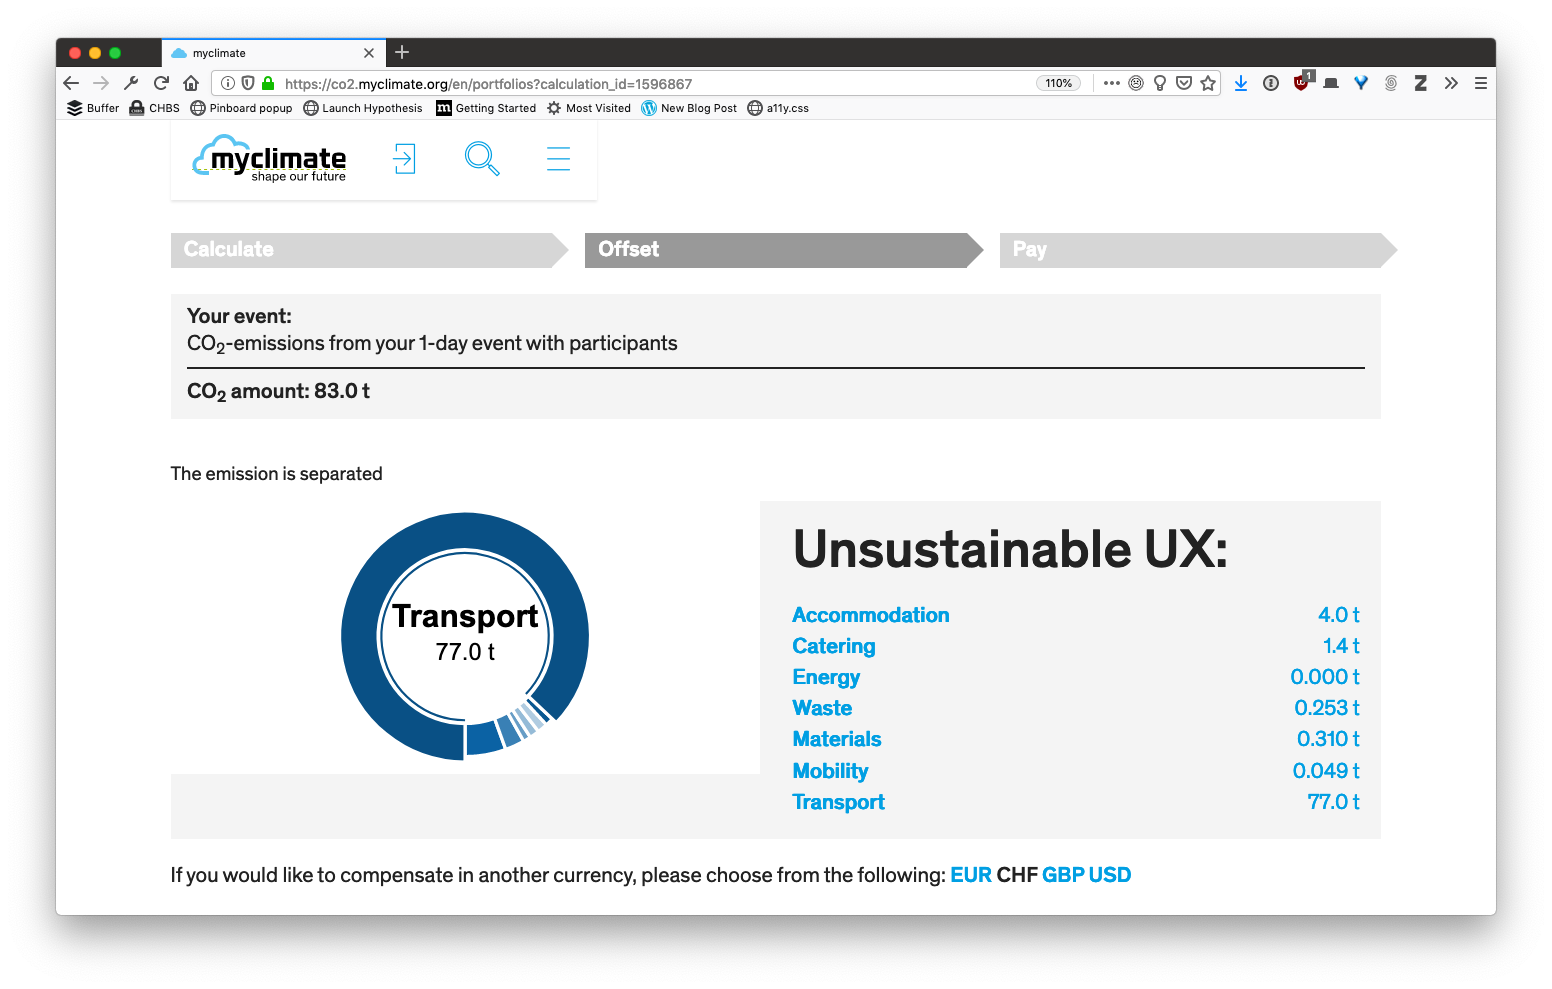 myclimate
https://co2.myclimate.org/en/portfolios?calculation_id=1596867
110%
1
Buffer CHBS Pinboard popup Launch Hypothesis Getting Started Most Visited New Blog Post a11y.css
myclimate
shape our future
Calculate Offset Pay
Your event:
CO2-emissions from your 1-day event with participants
CO2 amount: 83.0 t
The emission is separated
Transport
77.0 t
Unsustainable UX:
Accommodation 4.0 t
Catering 1.4 t
Energy 0.000 t
Waste 0.253 t
Materials 0.310 t
Mobility 0.049 t
Transport 77.0 t
If you would like to compensate in another currency, please choose from the following: EUR CHF GBP USD